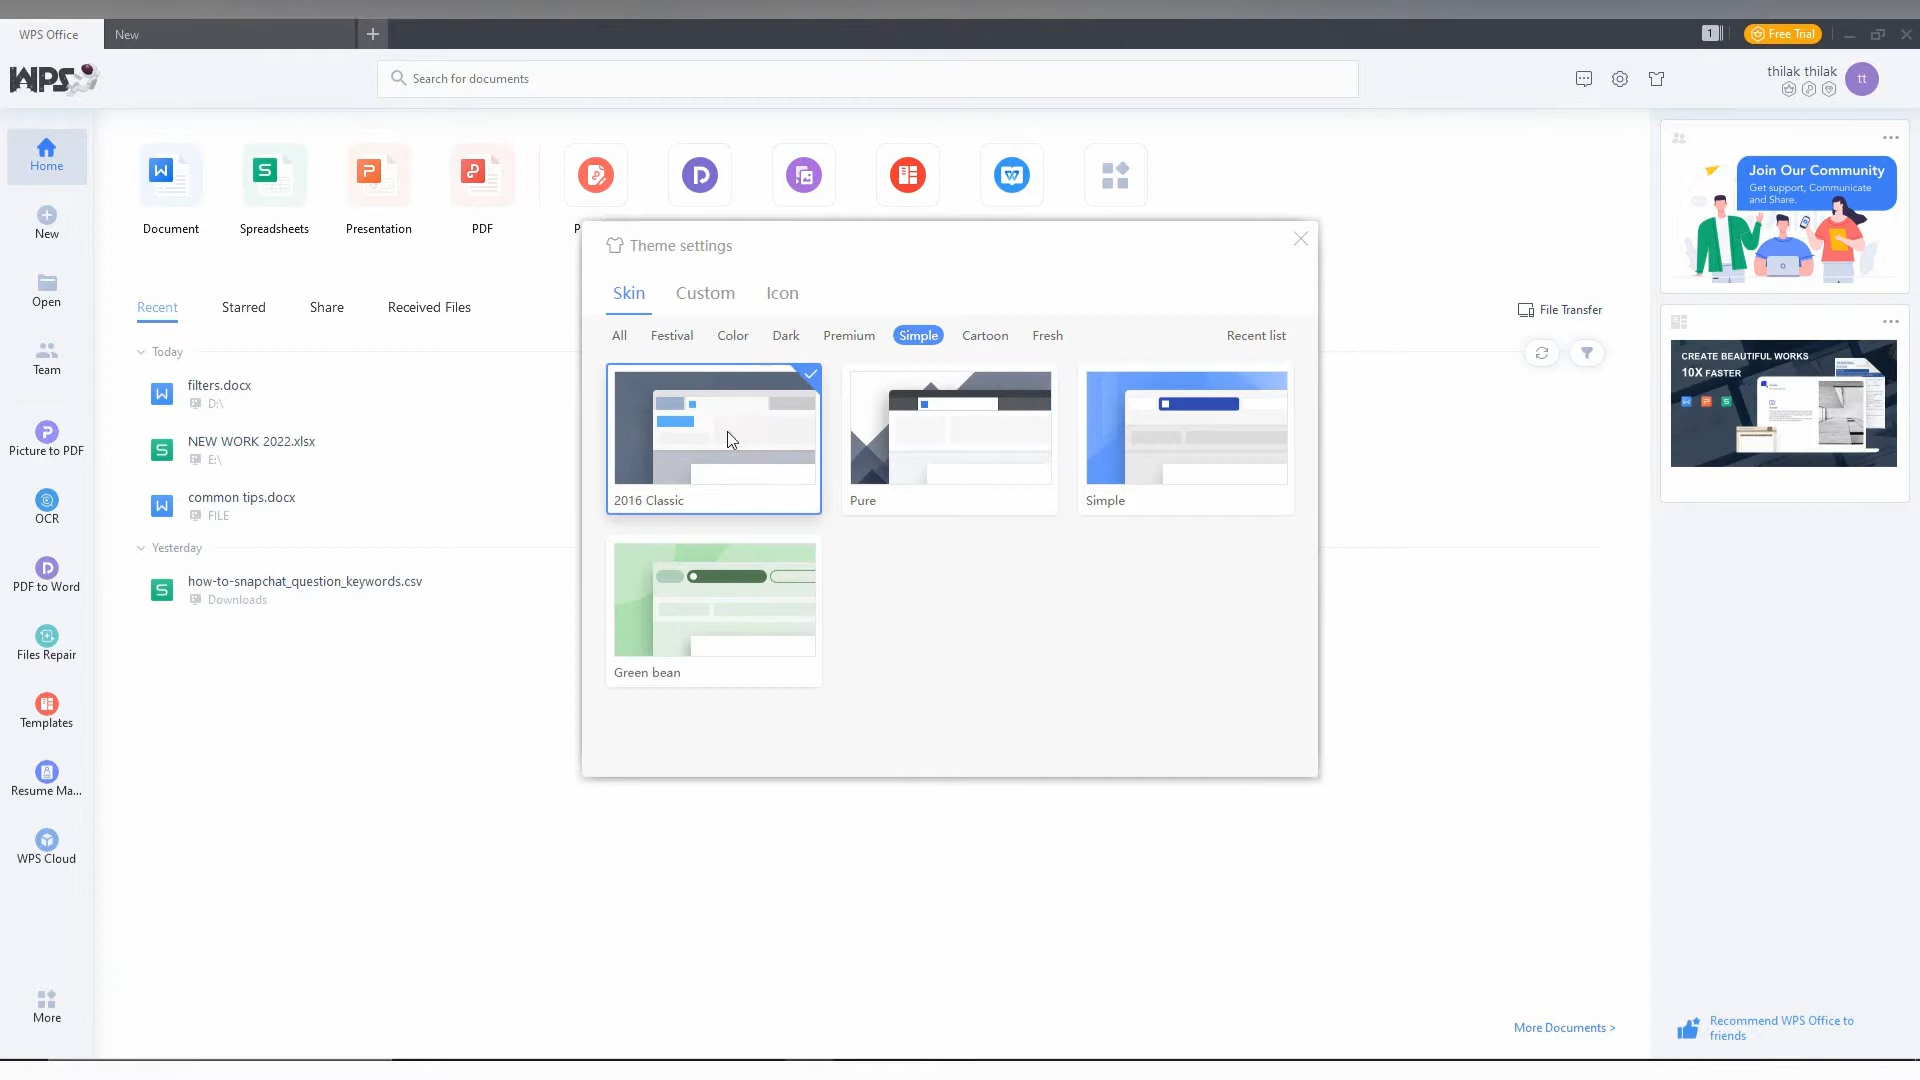 WPS Office
New
1
Free Trial
WPS
Search for documents
thilak thilak
tt
Home
New
Open
Team
Picture to PDF
OCR
PDF to Word
Files Repair
Templates
Resume Ma...
WPS Cloud
More
Document
Spreadsheets
Presentation
PDF
P
Recent
Starred
Share
Received Files
File Transfer
Today
filters.docx
D:\
NEW WORK 2022.xlsx
E:\
common tips.docx
FILE
Yesterday
how-to-snapchat_question_keywords.csv
Downloads
Theme settings
Skin
Custom
Icon
All
Festival
Color
Dark
Premium
Simple
Cartoon
Fresh
Recent list
2016 Classic
Pure
Simple
Green bean
Join Our Community
Get support, Communicate
and Share.
CREATE BEAUTIFUL WORKS
10X FASTER
More Documents >
Recommend WPS Office to
friends